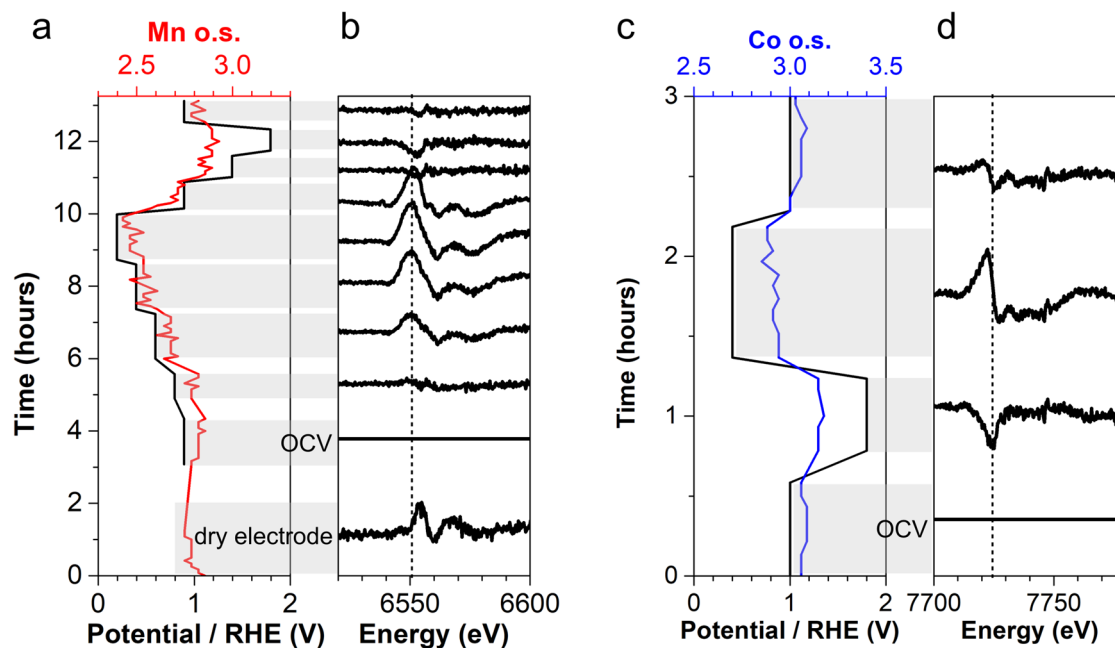 a
b
c
d
Mn o.s.
2.5 3.0
Co o.s.
2.5 3.0 3.5
Time (hours)
12
10
8
6
4
2
0
OCV
dry electrode
0 1 2
Potential / RHE (V)
6550 6600
Energy (eV)
Time (hours)
3
2
1
0
OCV
0 1 2
Potential / RHE (V)
7700 7750
Energy (eV)